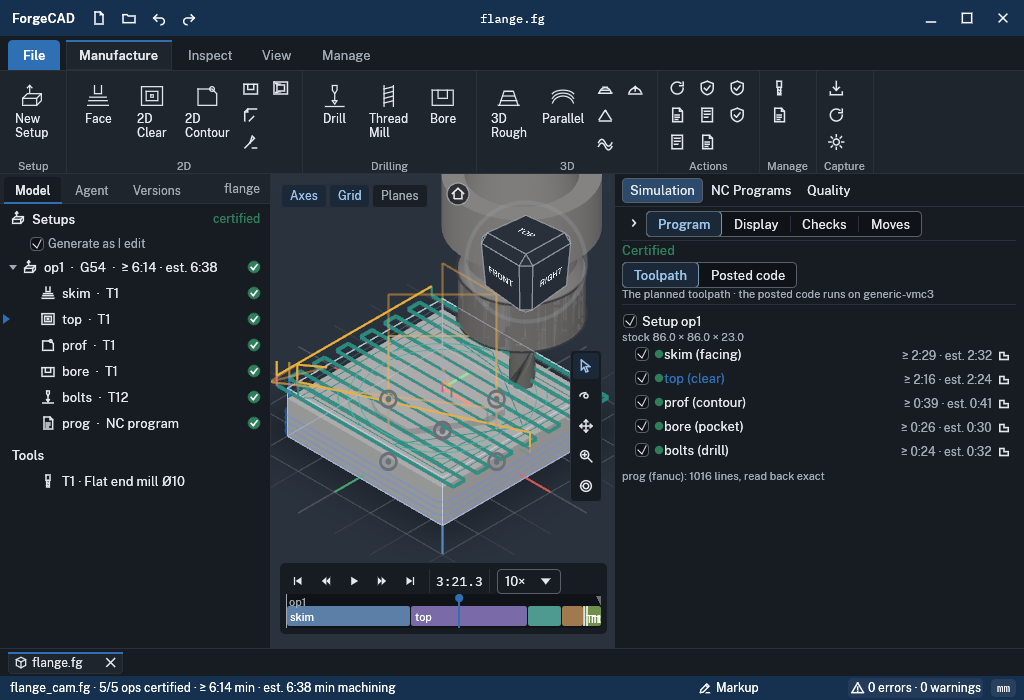 ForgeCAD
flange.fg
File
Manufacture
Inspect
View
Manage
New Setup
Face
2D Clear
2D Contour
Drill
Thread Mill
Bore
3D Rough
Parallel
Setup
2D
Drilling
3D
Actions
Manage
Capture
Model
Agent
Versions
flange
Setups
certified
Generate as I edit
op1 · G54 · ≥ 6:14 · est. 6:38
skim · T1
top · T1
prof · T1
bore · T1
bolts · T12
prog · NC program
Tools
T1 · Flat end mill Ø10
Axes
Grid
Planes
TOP
FRONT
RIGHT
3:21.3
10×
op1
skim
top
Simulation
NC Programs
Quality
Program
Display
Checks
Moves
Certified
Toolpath
Posted code
The planned toolpath · the posted code runs on generic-vmc3
Setup op1
stock 86.0 × 86.0 × 23.0
skim (facing) ≥ 2:29 · est. 2:32
top (clear) ≥ 2:16 · est. 2:24
prof (contour) ≥ 0:39 · est. 0:41
bore (pocket) ≥ 0:26 · est. 0:30
bolts (drill) ≥ 0:24 · est. 0:32
prog (fanuc): 1016 lines, read back exact
flange.fg
flange_cam.fg · 5/5 ops certified · ≥ 6:14 min · est. 6:38 min machining
Markup
0 errors · 0 warnings
mm